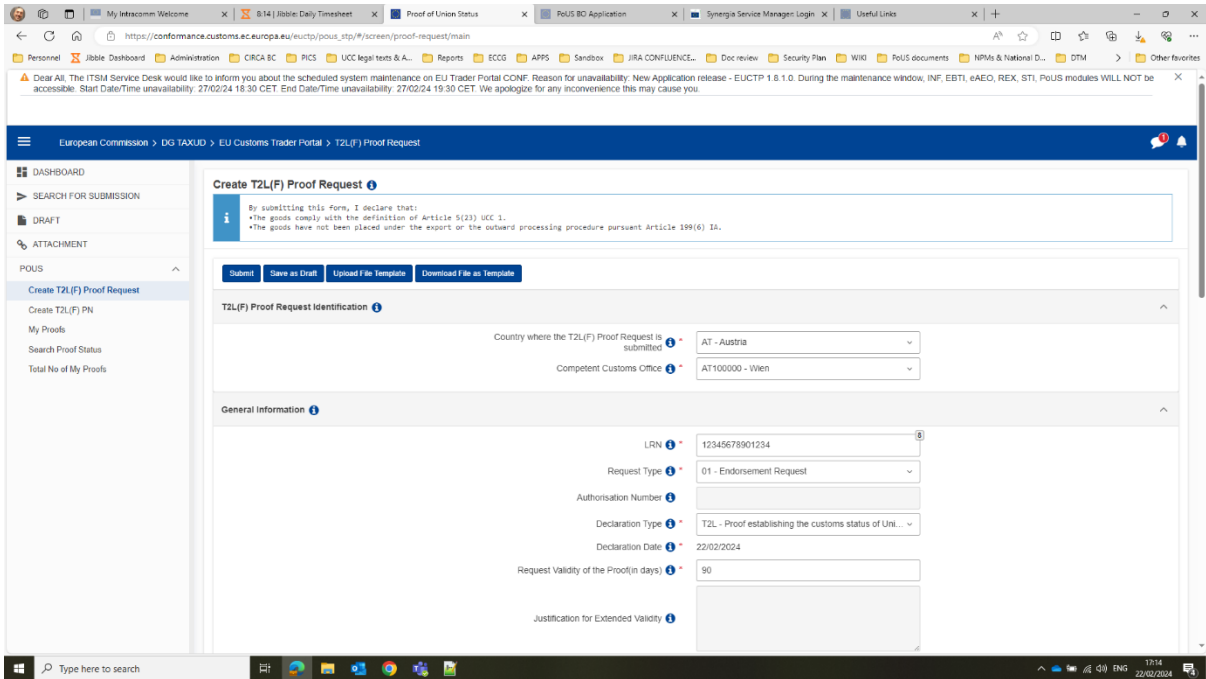 My Intracomm Welcome
8:14 | Jibble: Daily Timesheet
Proof of Union Status
PoUS BO Application
Synergia Service Manager: Login
Useful Links
https://conformance.customs.ec.europa.eu/euctp/pous_stp/#/screen/proof-request/main
Personnel
Jibble Dashboard
Administration
CIRCA BC
PICS
UCC legal texts & A...
Reports
ECCG
APPS
Sandbox
JIRA CONFLUENCE...
Doc review
Security Plan
WIKI
PoUS documents
NPMs & National D...
DTM
Other favorites
Dear All, The ITSM Service Desk would like to inform you about the scheduled system maintenance on EU Trader Portal CONF. Reason for unavailability: New Application release - EUCTP 1.8.1.0. During the maintenance window, INF, EBTI, eAEO, REX, STI, PoUS modules WILL NOT be
accessible. Start Date/Time unavailability: 27/02/24 18:30 CET. End Date/Time unavailability: 27/02/24 19:30 CET. We apologize for any inconvenience this may cause you.
European Commission > DG TAXUD > EU Customs Trader Portal > T2L(F) Proof Request
1
DASHBOARD
SEARCH FOR SUBMISSION
DRAFT
ATTACHMENT
POUS
Create T2L(F) Proof Request
Create T2L(F) PN
My Proofs
Search Proof Status
Total No of My Proofs
Create T2L(F) Proof Request
By submitting this form, I declare that:
•The goods comply with the definition of Article 5(23) UCC 1.
•The goods have not been placed under the export or the outward processing procedure pursuant Article 199(6) IA.
Submit
Save as Draft
Upload File Template
Download File as Template
T2L(F) Proof Request Identification
Country where the T2L(F) Proof Request is
submitted *
AT - Austria
Competent Customs Office *
AT100000 - Wien
General Information
LRN *
12345678901234
8
Request Type *
01 - Endorsement Request
Authorisation Number
Declaration Type *
T2L - Proof establishing the customs status of Uni...
Declaration Date *
22/02/2024
Request Validity of the Proof(in days) *
90
Justification for Extended Validity
Type here to search
ENG
17:14
22/02/2024